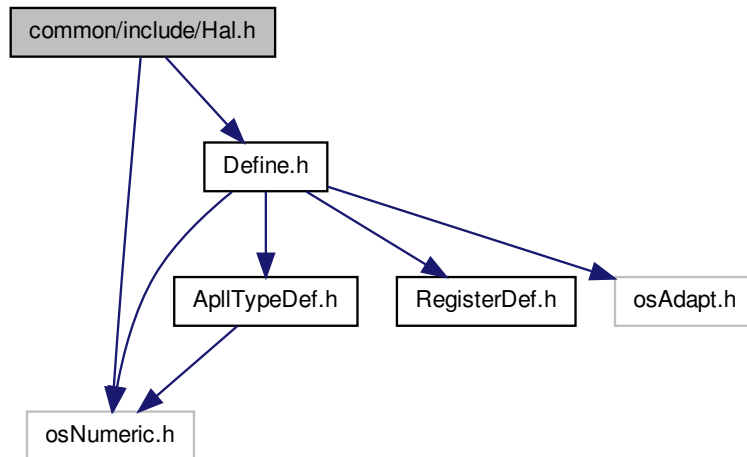 common/include/Hal.h
Define.h
ApllTypeDef.h
RegisterDef.h
osAdapt.h
osNumeric.h